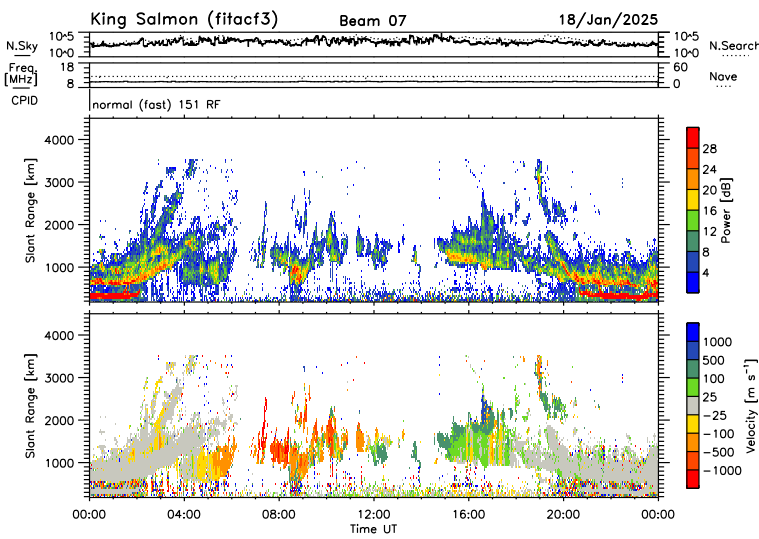 King Salmon (fitacf3) Beam 07 18/Jan/2025
N.Sky 10^5 10^0 10^5 10^0 N.Search
Freq. [MHz] 18 8 60 0 Nave
CPID normal (fast) 151 RF
Slant Range [km] 4000 3000 2000 1000
Power [dB] 28 24 20 16 12 8 4
Slant Range [km] 4000 3000 2000 1000
Velocity [m s⁻¹] 1000 500 100 25 -25 -100 -500 -1000
00:00 04:00 08:00 12:00 16:00 20:00 00:00
Time UT